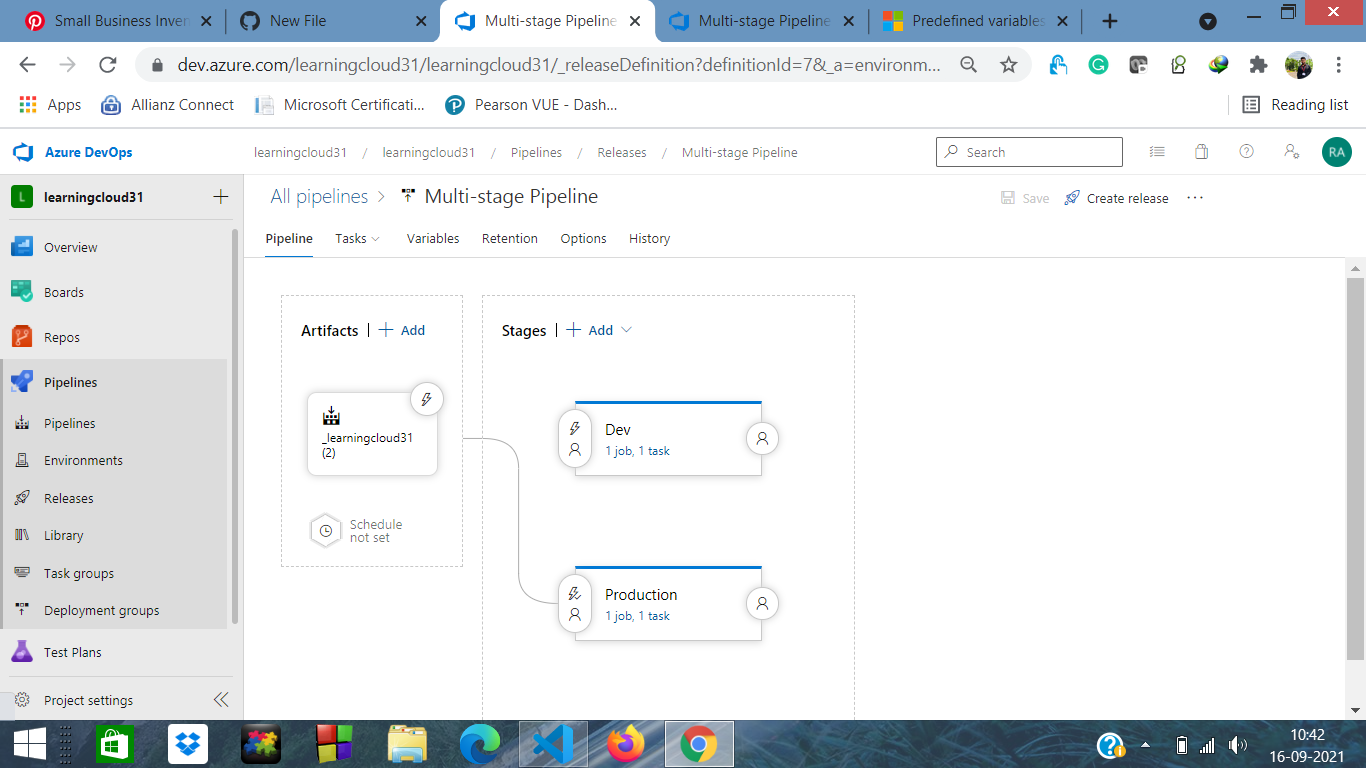 Small Business Inven
New File
Multi-stage Pipeline
Multi-stage Pipeline
Predefined variables
dev.azure.com/learningcloud31/learningcloud31/_releaseDefinition?definitionId=7&_a=environm...
Apps
Allianz Connect
Microsoft Certificati...
Pearson VUE - Dash...
Reading list
Azure DevOps
learningcloud31 / learningcloud31 / Pipelines / Releases / Multi-stage Pipeline
Search
RA
L learningcloud31
All pipelines > Multi-stage Pipeline
Save
Create release
Pipeline
Tasks
Variables
Retention
Options
History
Overview
Boards
Repos
Pipelines
Pipelines
Environments
Releases
Library
Task groups
Deployment groups
Test Plans
Project settings
Artifacts | + Add
_learningcloud31
(2)
Schedule
not set
Stages | + Add
Dev
1 job, 1 task
Production
1 job, 1 task
10:42
16-09-2021